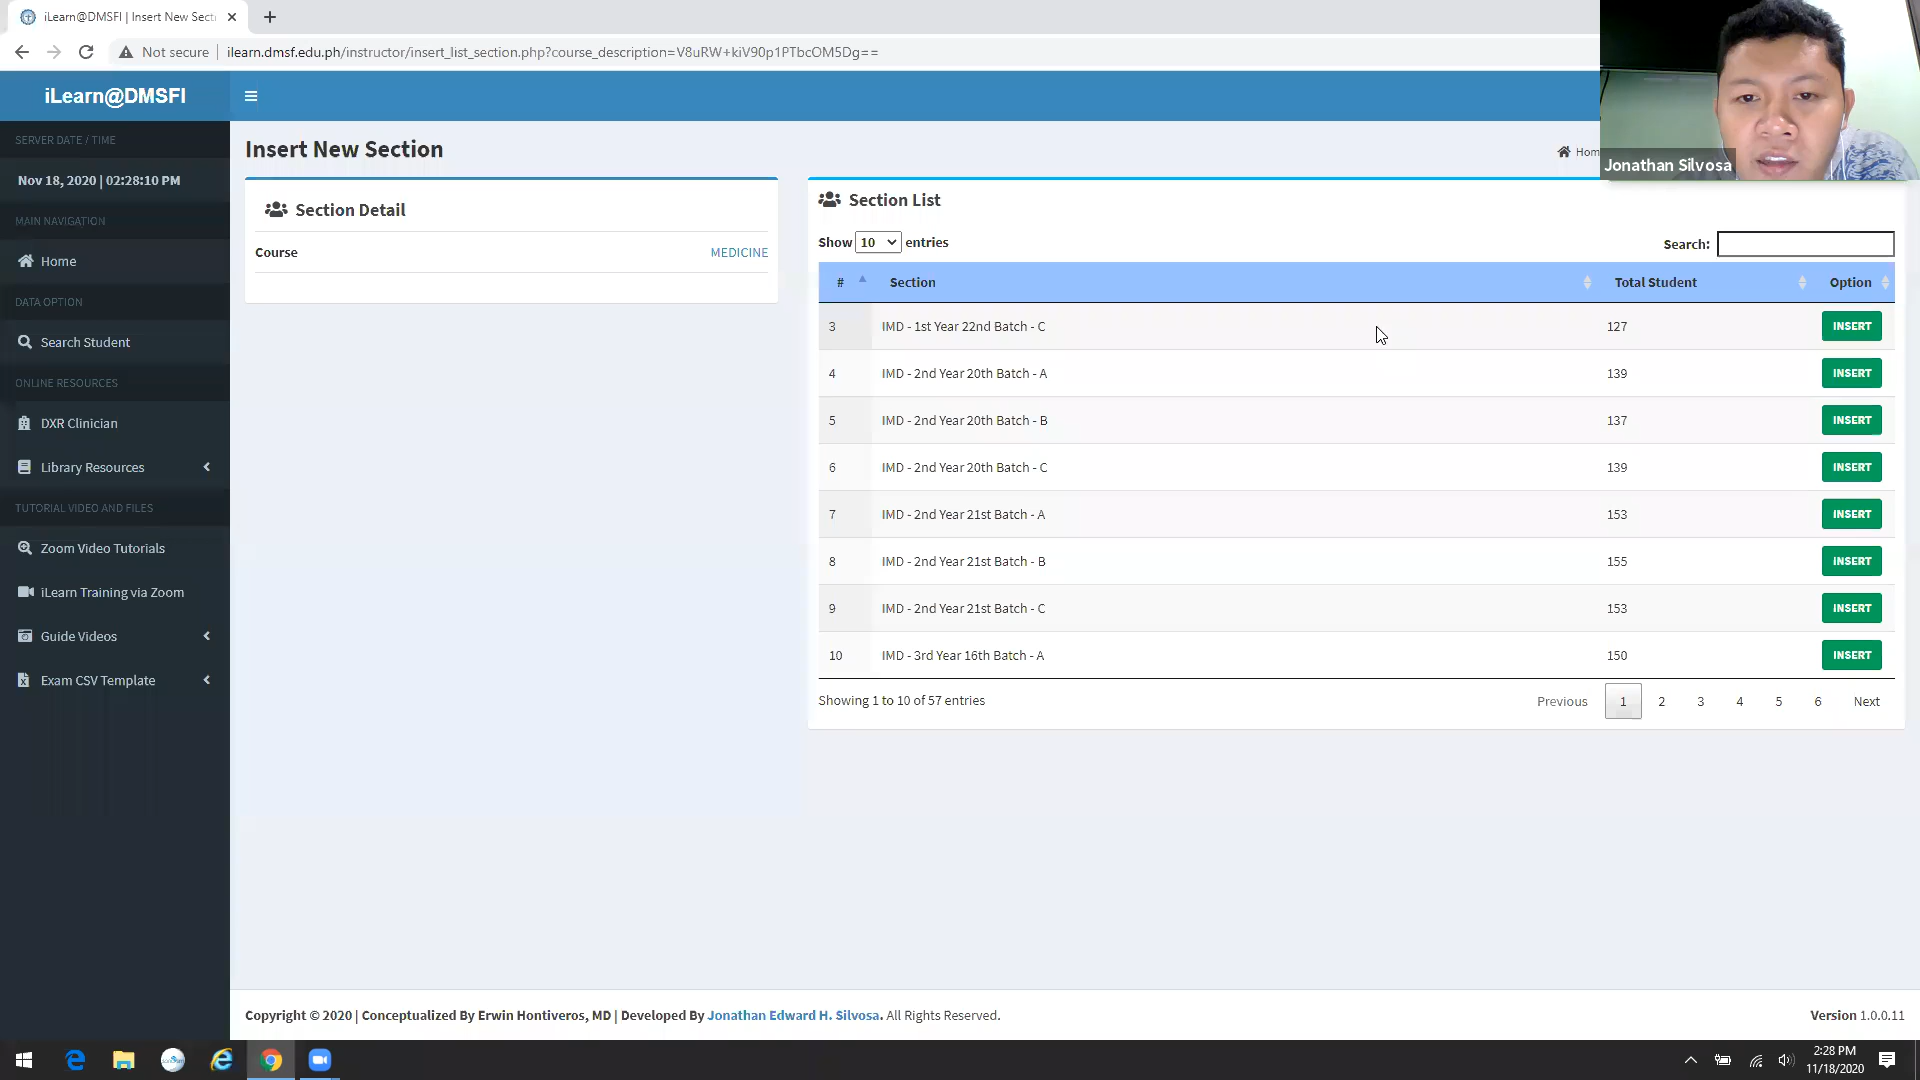 iLearn@DMSFI | Insert New Secti
Not secure
ilearn.dmsf.edu.ph/instructor/insert_list_section.php?course_description=V8uRW+kiV90p1PTbcOM5Dg==
iLearn@DMSFI
SERVER DATE / TIME
Nov 18, 2020 | 02:28:10 PM
MAIN NAVIGATION
Home
DATA OPTION
Search Student
ONLINE RESOURCES
DXR Clinician
Library Resources
TUTORIAL VIDEO AND FILES
Zoom Video Tutorials
iLearn Training via Zoom
Guide Videos
Exam CSV Template
Insert New Section
Hom
Jonathan Silvosa
Section Detail
Course MEDICINE
Section List
Show 10 entries
Search:
# Section Total Student Option
3 IMD - 1st Year 22nd Batch - C 127 INSERT
4 IMD - 2nd Year 20th Batch - A 139 INSERT
5 IMD - 2nd Year 20th Batch - B 137 INSERT
6 IMD - 2nd Year 20th Batch - C 139 INSERT
7 IMD - 2nd Year 21st Batch - A 153 INSERT
8 IMD - 2nd Year 21st Batch - B 155 INSERT
9 IMD - 2nd Year 21st Batch - C 153 INSERT
10 IMD - 3rd Year 16th Batch - A 150 INSERT
Showing 1 to 10 of 57 entries
Previous 1 2 3 4 5 6 Next
Copyright © 2020 | Conceptualized By Erwin Hontiveros, MD | Developed By Jonathan Edward H. Silvosa. All Rights Reserved.
Version 1.0.0.11
2:28 PM
11/18/2020